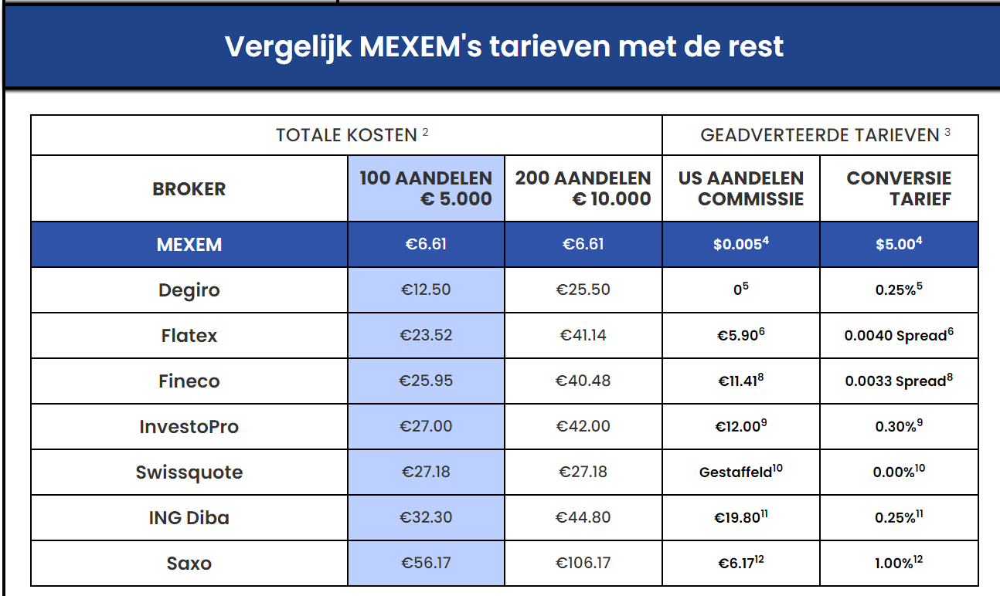 Vergelijk MEXEM's tarieven met de rest
TOTALE KOSTEN ² GEADVERTEERDE TARIEVEN ³
BROKER 100 AANDELEN € 5.000 200 AANDELEN € 10.000 US AANDELEN COMMISSIE CONVERSIE TARIEF
MEXEM €6.61 €6.61 $0.005⁴ $5.00⁴
Degiro €12.50 €25.50 0⁵ 0.25%⁵
Flatex €23.52 €41.14 €5.90⁶ 0.0040 Spread⁶
Fineco €25.95 €40.48 €11.41⁸ 0.0033 Spread⁸
InvestoPro €27.00 €42.00 €12.00⁹ 0.30%⁹
Swissquote €27.18 €27.18 Gestaffeld¹⁰ 0.00%¹⁰
ING Diba €32.30 €44.80 €19.80¹¹ 0.25%¹¹
Saxo €56.17 €106.17 €6.17¹² 1.00%¹²